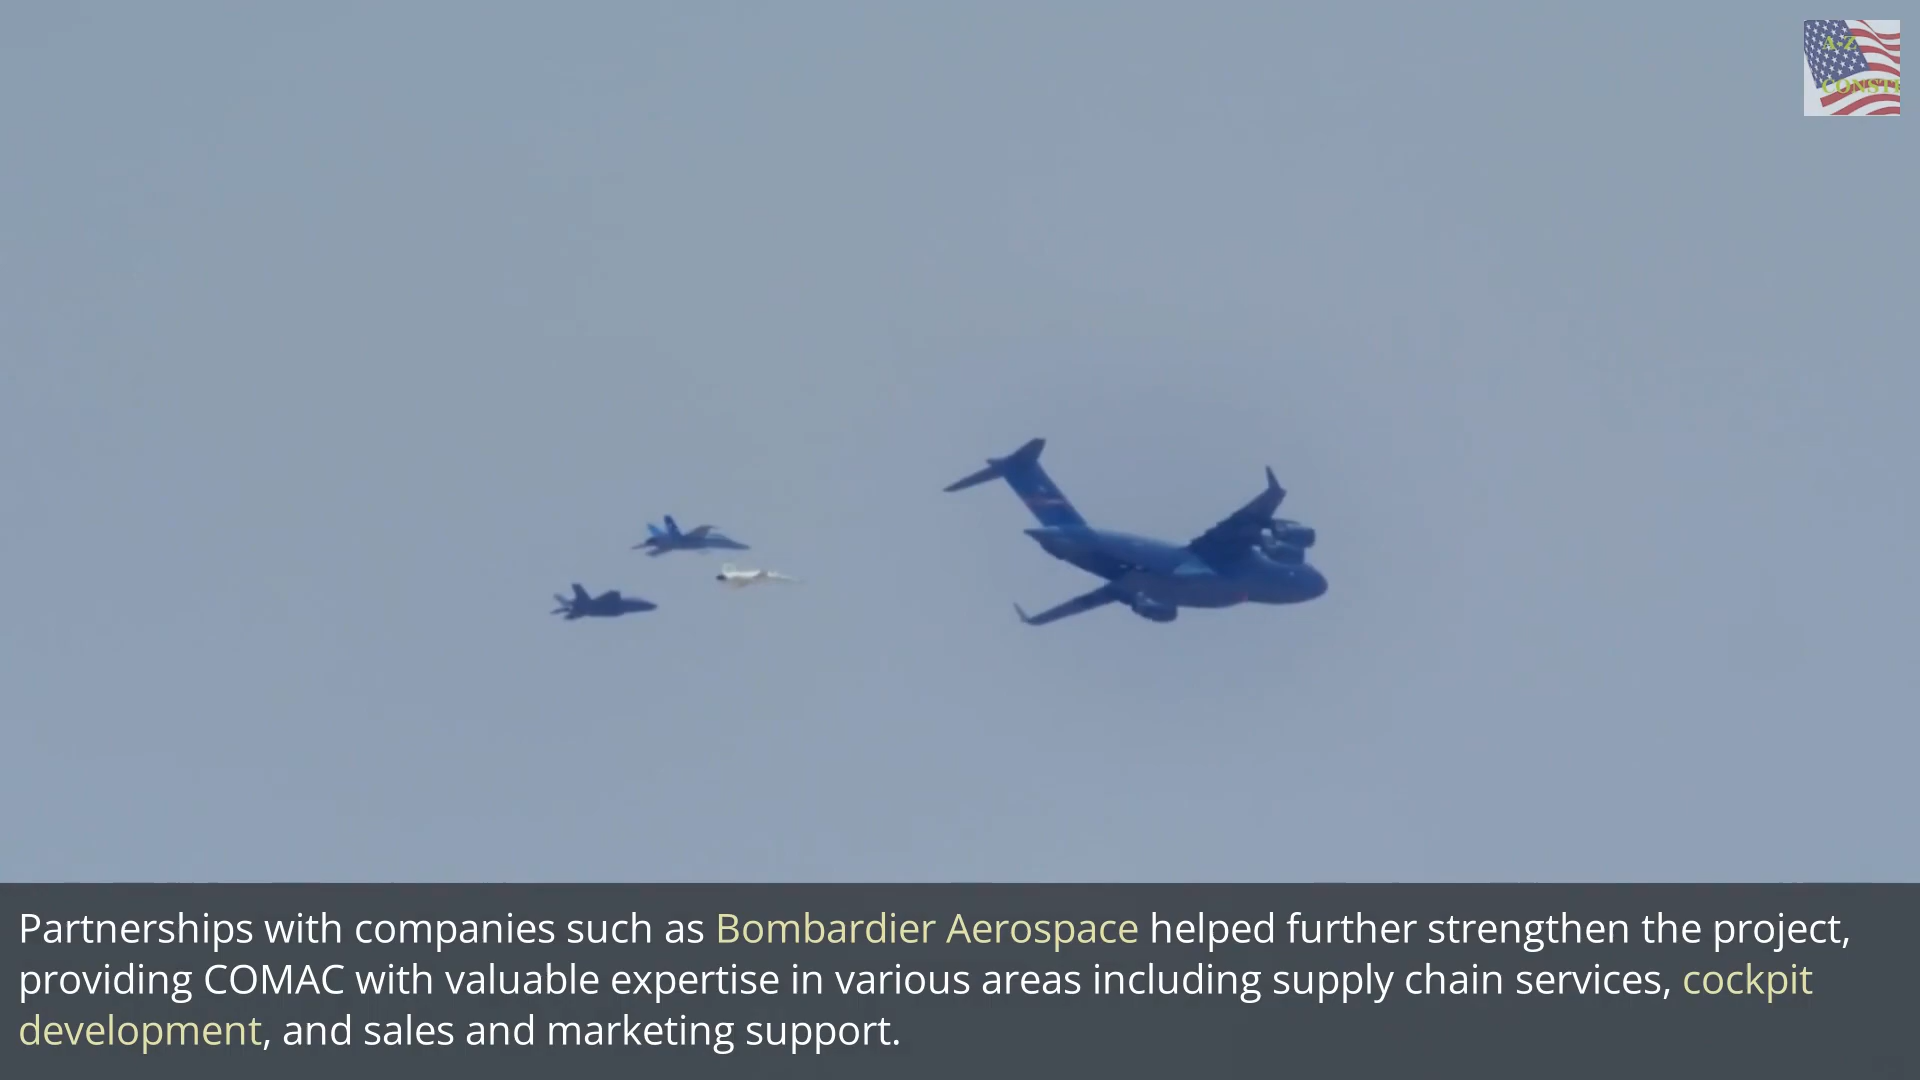 A-Z
CONSTI
Partnerships with companies such as Bombardier Aerospace helped further strengthen the project,
providing COMAC with valuable expertise in various areas including supply chain services, cockpit
development, and sales and marketing support.